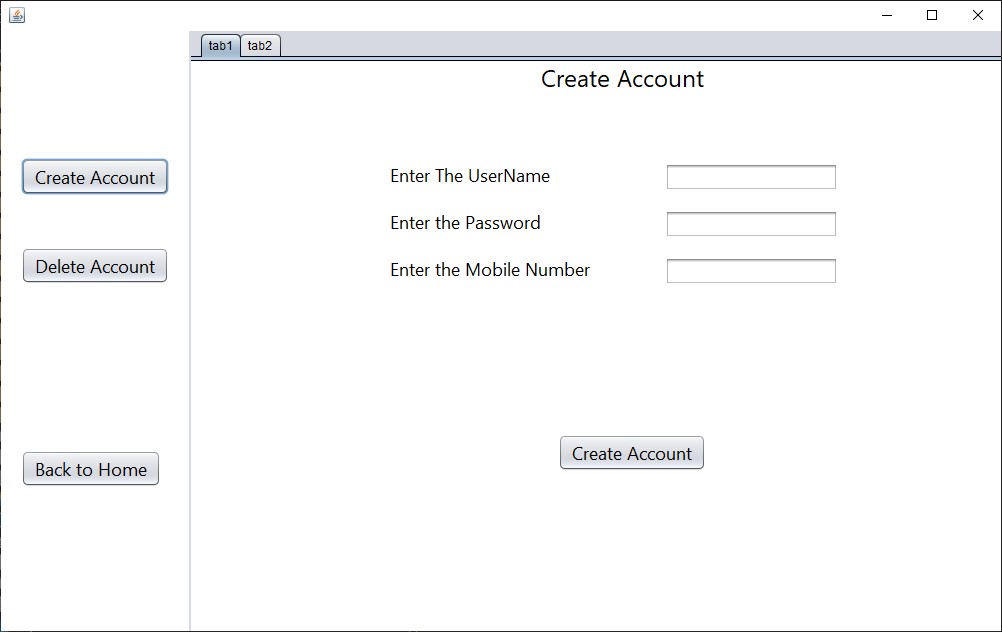 tab1 tab2
Create Account
Create Account
Delete Account
Back to Home
Enter The UserName
Enter the Password
Enter the Mobile Number
Create Account